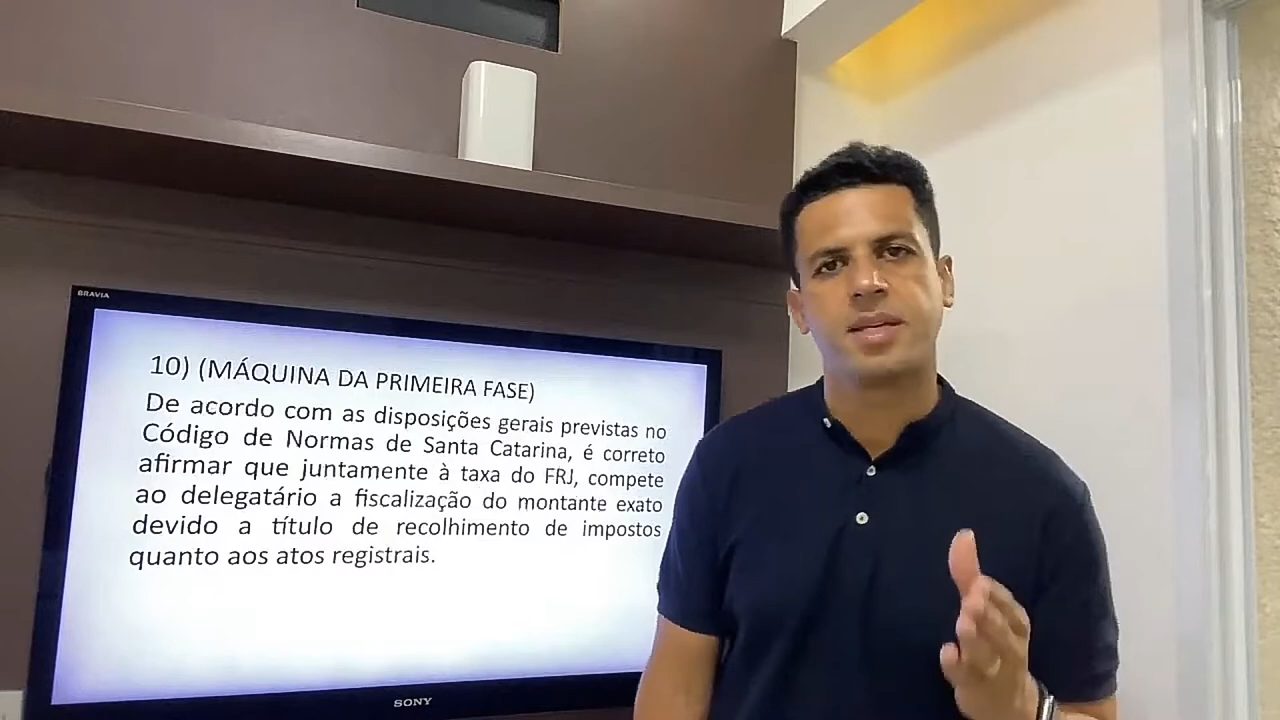 BRAVIA
10) (MÁQUINA DA PRIMEIRA FASE)
De acordo com as disposições gerais previstas no
Código de Normas de Santa Catarina, é correto
afirmar que juntamente à taxa do FRJ, compete
ao delegatário a fiscalização do montante exato
devido a título de recolhimento de impostos
quanto aos atos registrais.
SONY